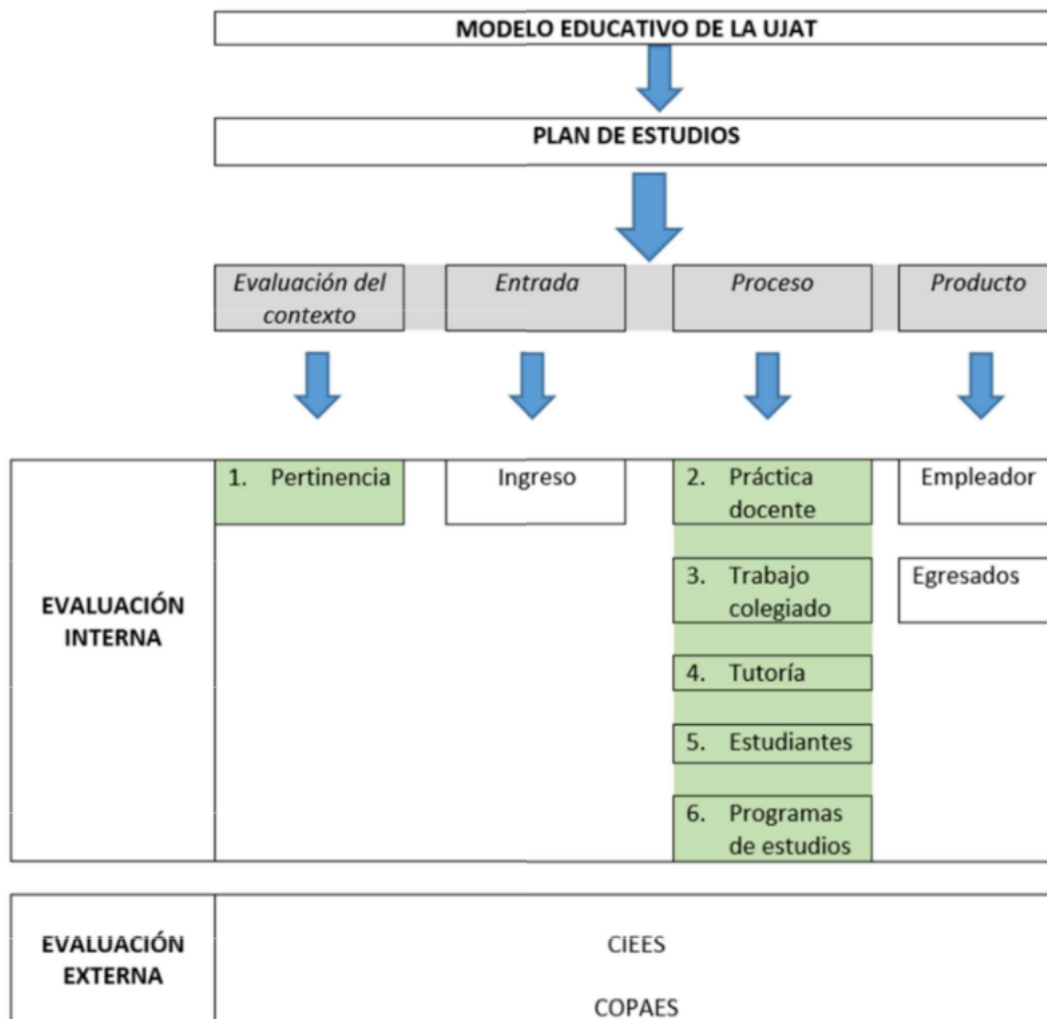 MODELO EDUCATIVO DE LA UJAT
PLAN DE ESTUDIOS
Evaluación del
contexto
Entrada
Proceso
Producto
EVALUACIÓN
INTERNA
1. Pertinencia
Ingreso
2. Práctica
docente
3. Trabajo
colegiado
4. Tutoría
5. Estudiantes
6. Programas
de estudios
Empleador
Egresados
EVALUACIÓN
EXTERNA
CIEES
COPAES